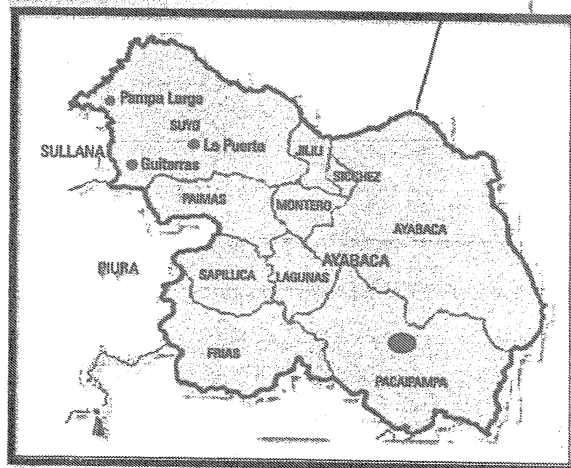 Pampa Larga
SUYO
La Puerta
SULLANA
Guitarras
JILILI
SICCHEZ
PAIMAS
MONTERO
AYABACA
PIURA
AYABACA
SAPILLICA
LAGUNAS
FRIAS
PACAIPAMPA